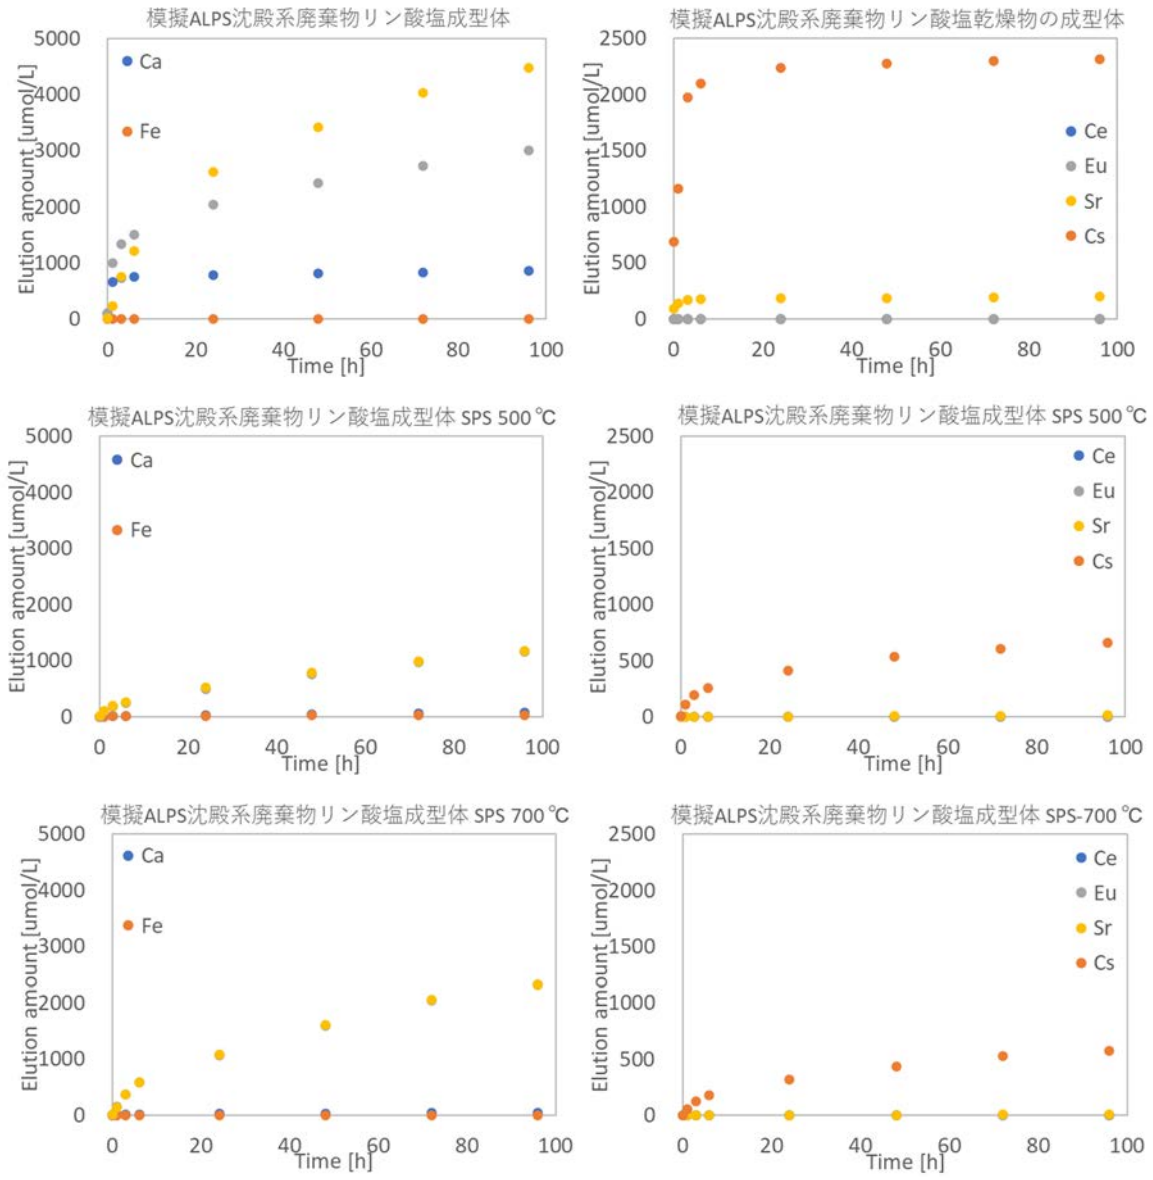 模擬ALPS沈殿系廃棄物リン酸塩成型体
5000
4000
3000
2000
1000
0
Elution amount [umol/L]
Ca
Fe
0 20 40 60 80 100
Time [h]
模擬ALPS沈殿系廃棄物リン酸塩乾燥物の成型体
2500
2000
1500
1000
500
0
Elution amount [umol/L]
Ce
Eu
Sr
Cs
0 20 40 60 80 100
Time [h]
模擬ALPS沈殿系廃棄物リン酸塩成型体 SPS 500 ℃
5000
4000
3000
2000
1000
0
Elution amount [umol/L]
Ca
Fe
0 20 40 60 80 100
Time [h]
模擬ALPS沈殿系廃棄物リン酸塩成型体 SPS 500 ℃
2500
2000
1500
1000
500
0
Elution amount [umol/L]
Ce
Eu
Sr
Cs
0 20 40 60 80 100
Time [h]
模擬ALPS沈殿系廃棄物リン酸塩成型体 SPS 700 ℃
5000
4000
3000
2000
1000
0
Elution amount [umol/L]
Ca
Fe
0 20 40 60 80 100
Time [h]
模擬ALPS沈殿系廃棄物リン酸塩成型体 SPS-700 ℃
2500
2000
1500
1000
500
0
Elution amount [umol/L]
Ce
Eu
Sr
Cs
0 20 40 60 80 100
Time [h]